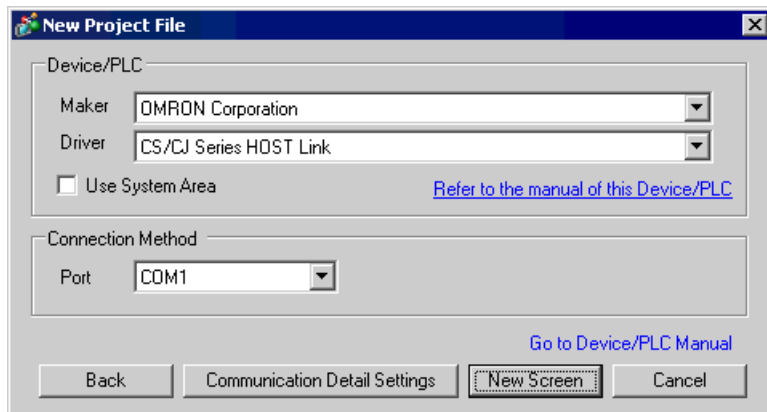 New Project File
Device/PLC
Maker OMRON Corporation
Driver CS/CJ Series HOST Link
Use System Area Refer to the manual of this Device/PLC
Connection Method
Port COM1
Go to Device/PLC Manual
Back Communication Detail Settings New Screen Cancel